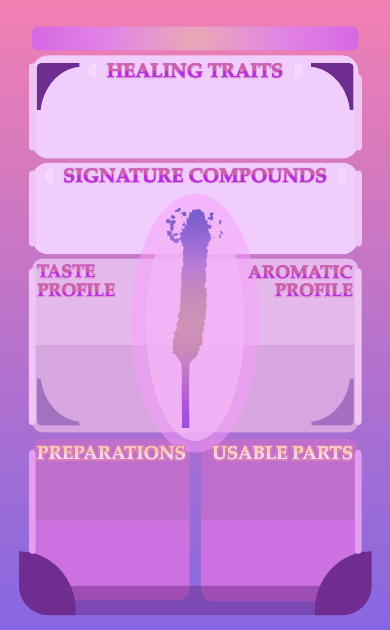 HEALING TRAITS
SIGNATURE COMPOUNDS
TASTE
PROFILE
AROMATIC
PROFILE
PREPARATIONS
USABLE PARTS